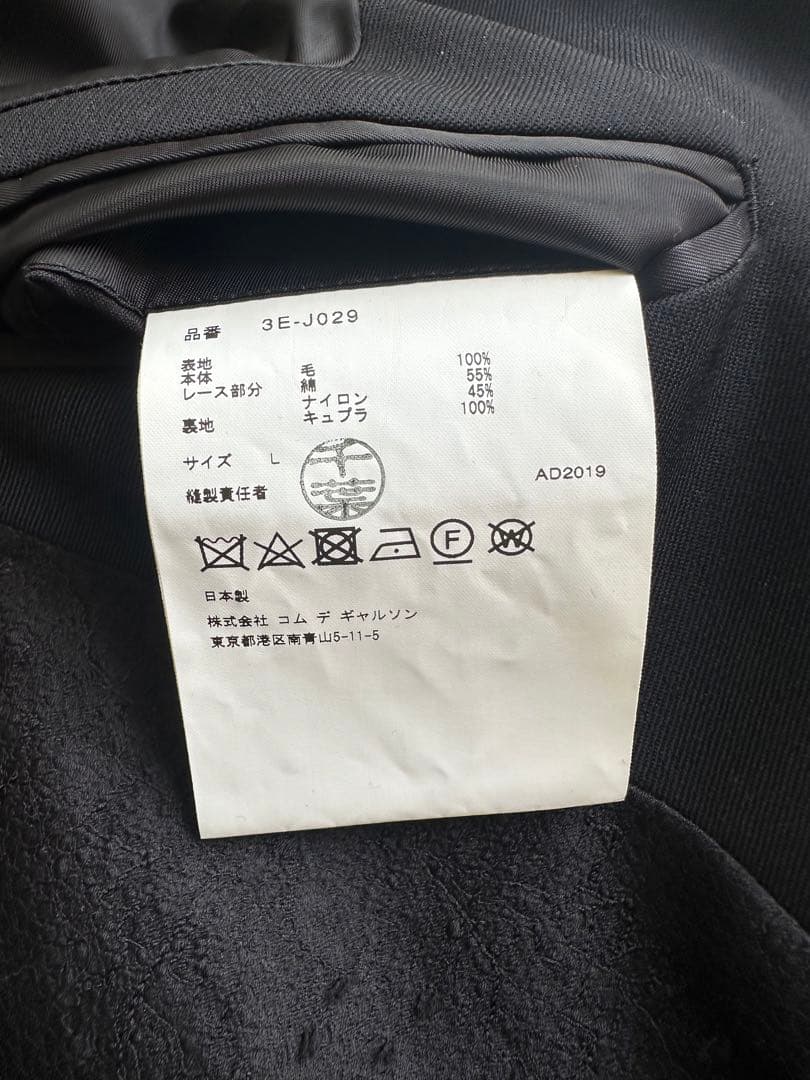 品番 3E-J029
表地
本体 毛 100%
レース部分 綿 55%
ナイロン 45%
裏地 キュプラ 100%
サイズ L
縫製責任者 千葉
AD2019
F
W
日本製
株式会社 コム デ ギャルソン
東京都港区南青山5-11-5